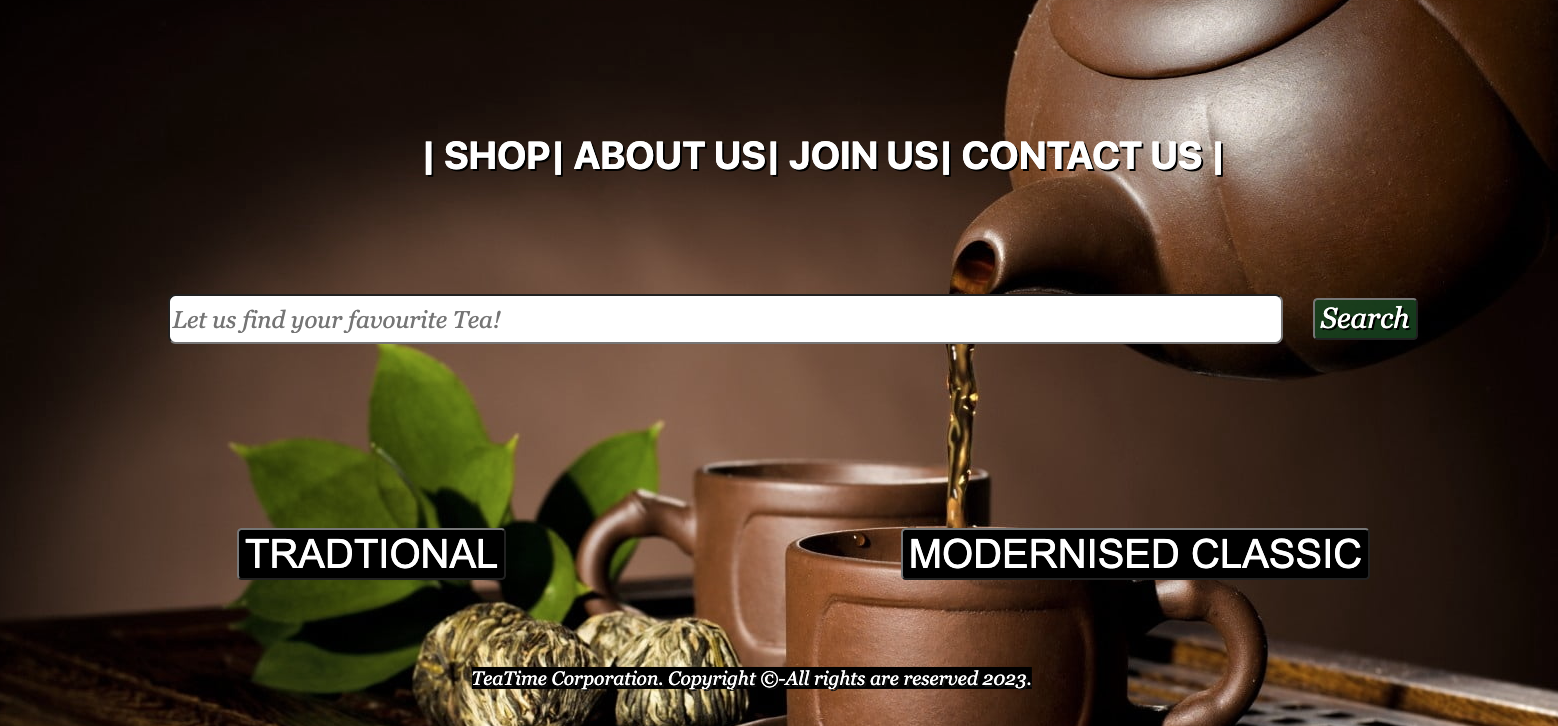 | SHOP| ABOUT US| JOIN US| CONTACT US |
Let us find your favourite Tea!
Search
TRADTIONAL
MODERNISED CLASSIC
TeaTime Corporation. Copyright ©-All rights are reserved 2023.